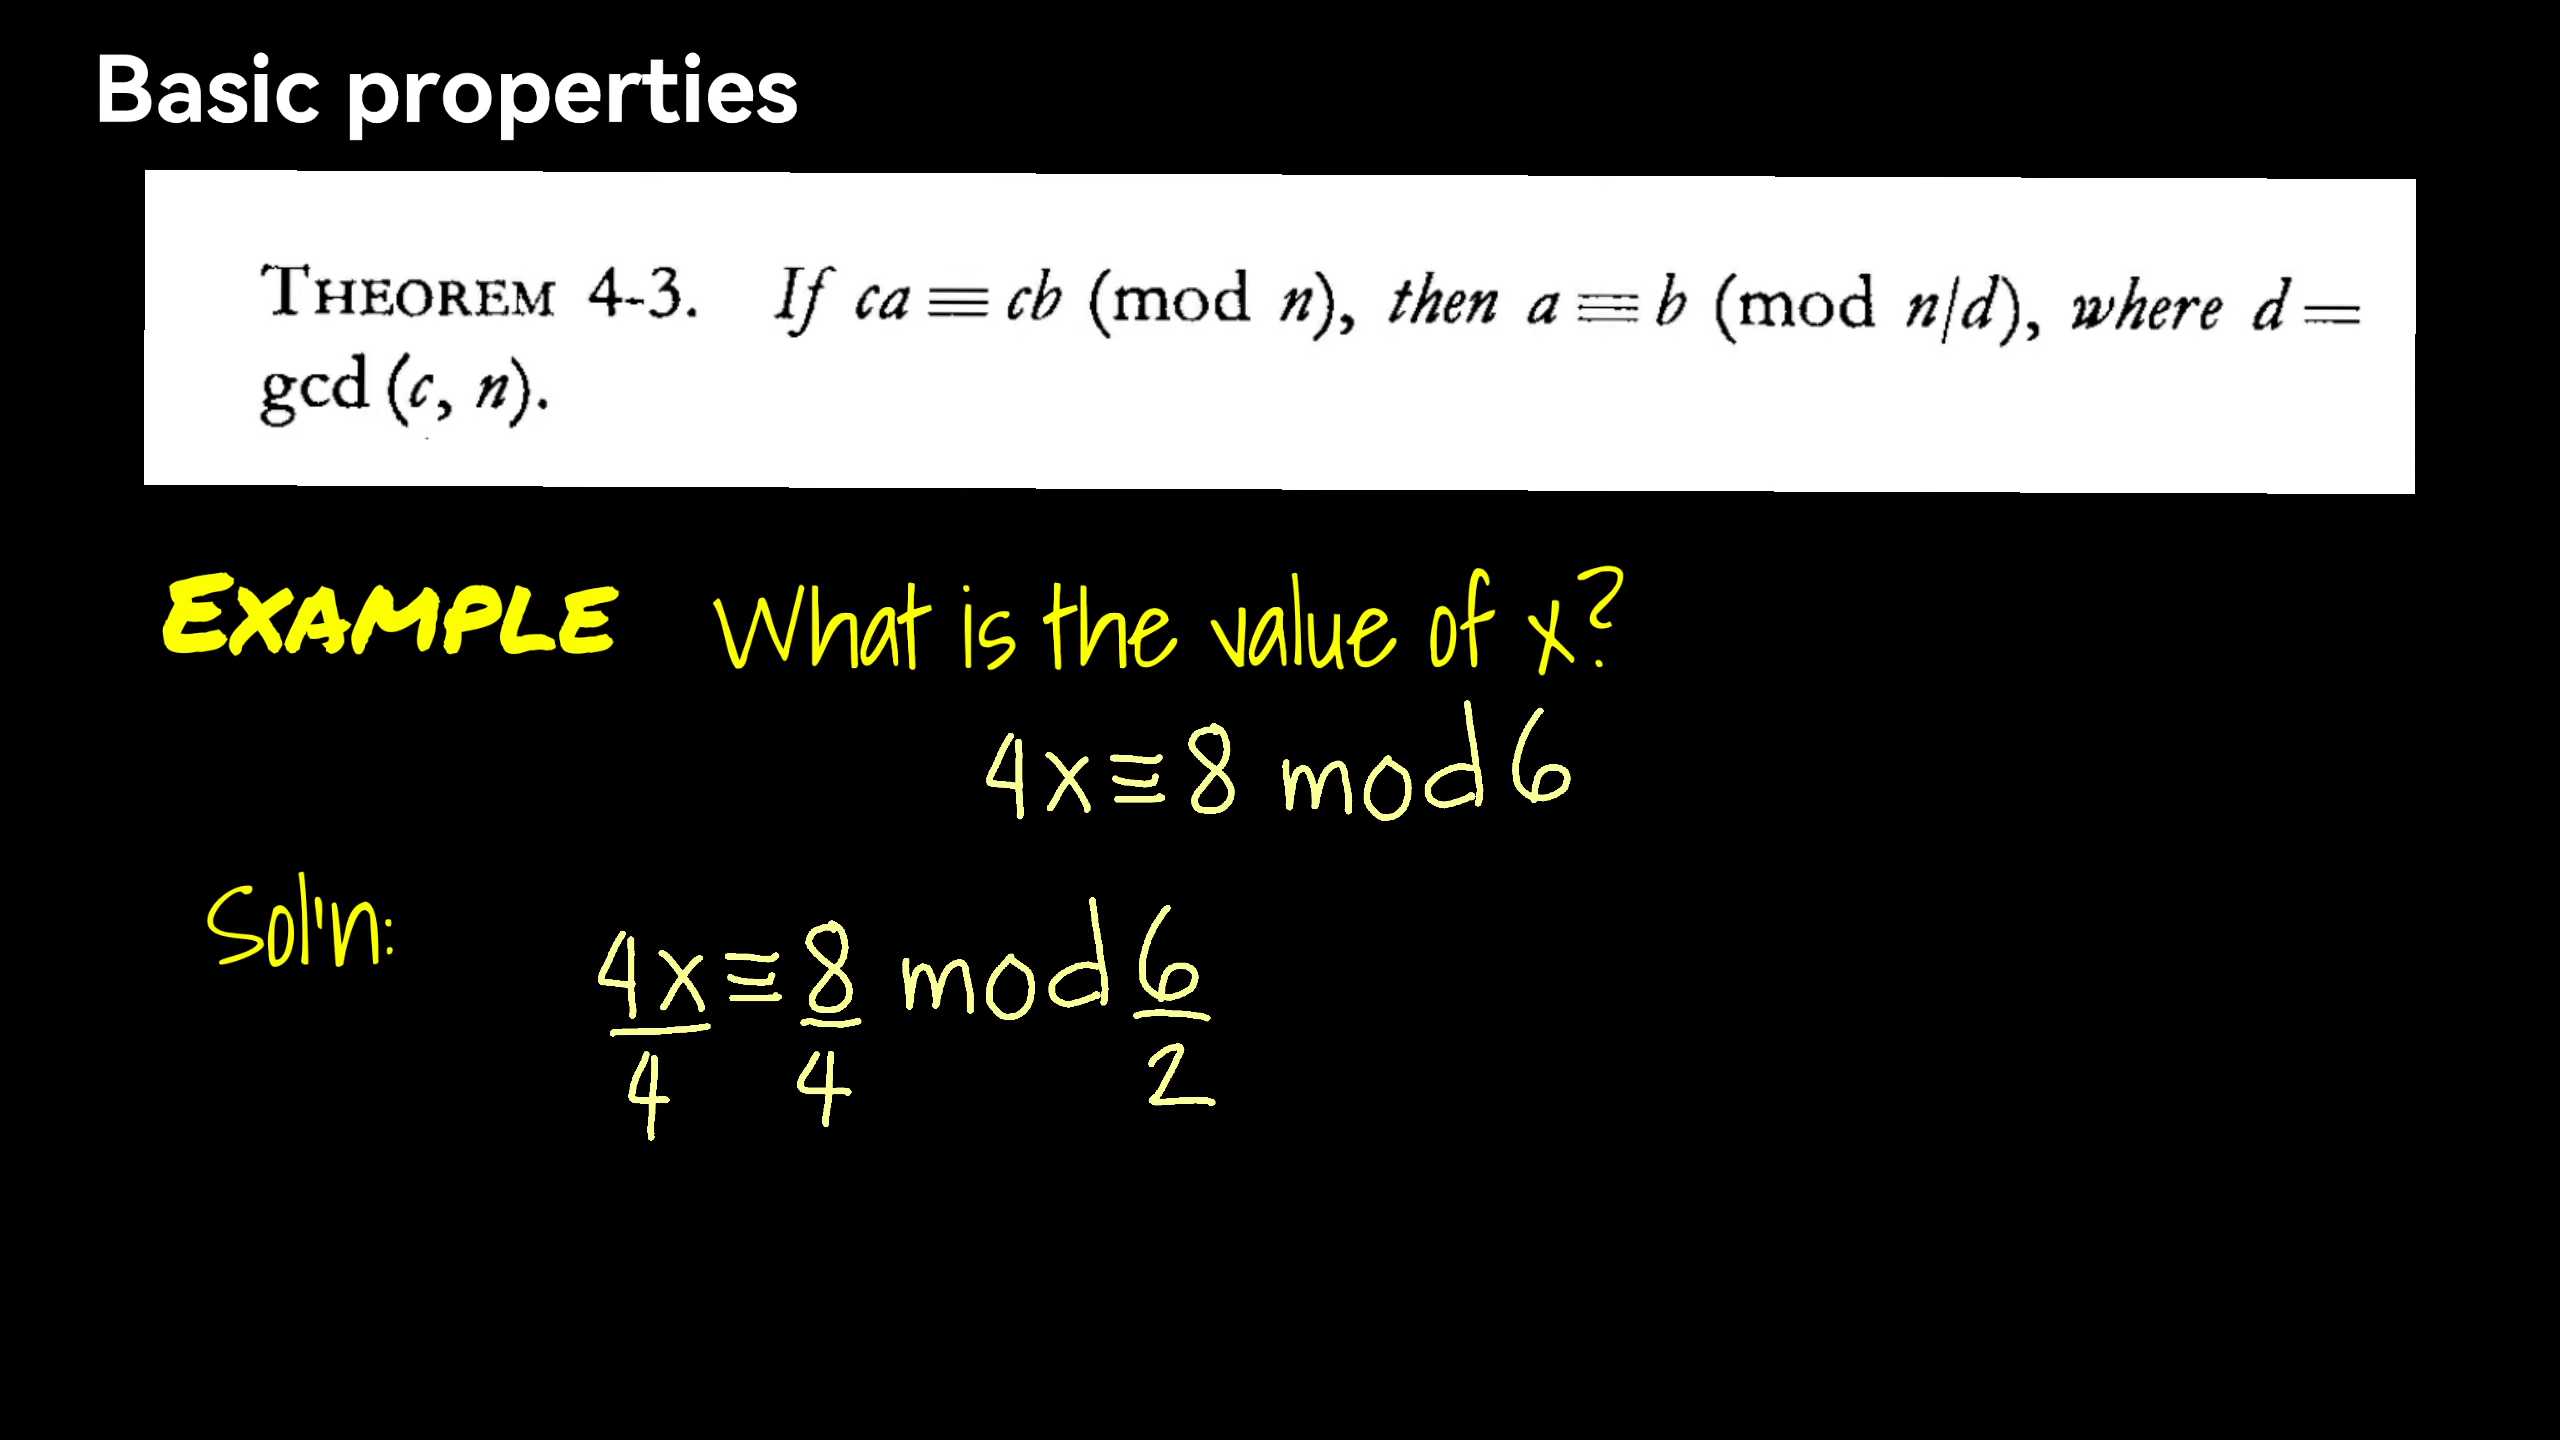 Basic properties
THEOREM 4-3. If ca ≡ cb (mod n), then a ≡ b (mod n/d), where d =
gcd (c, n).
EXAMPLE What is the value of x?
4x ≡ 8 mod 6
Sol'n:
4x ≡ 8 mod 6
4 4 2